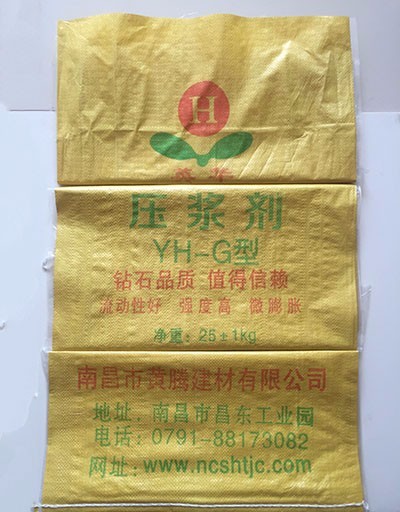 H
压浆剂
YH-G型
钻石品质 值得信赖
流动性好 强度高 微膨胀
净重：25±1kg
南昌市黄腾建材有限公司
地址：南昌市昌东工业园
电话：0791-88173082
网址：www.ncshtjc.com